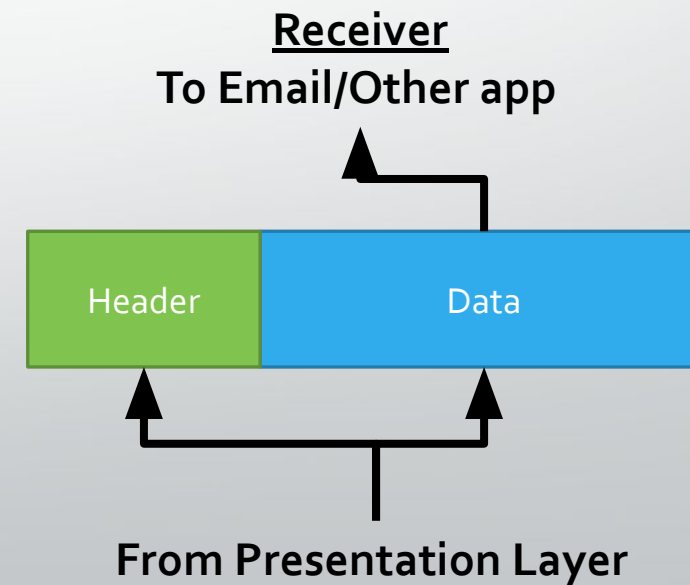 Receiver
To Email/Other app
Header
Data
From Presentation Layer